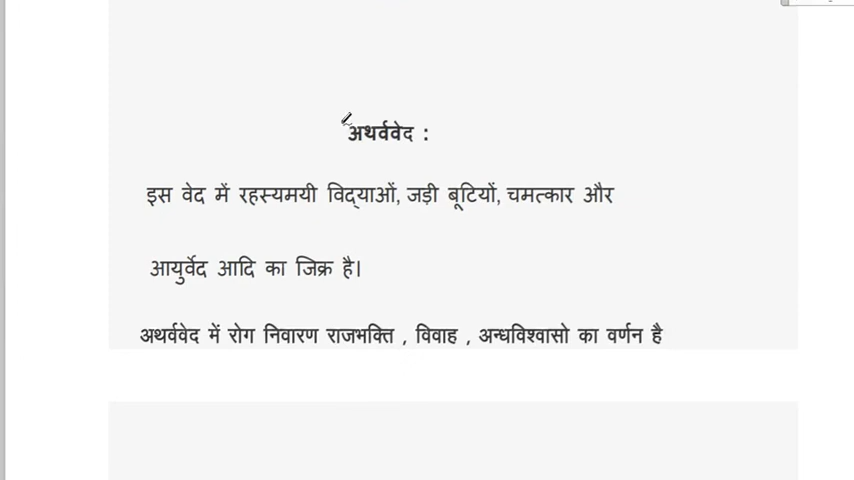 अथर्ववेद :
इस वेद में रहस्यमयी विद्याओं, जड़ी बूटियों, चमत्कार और
आयुर्वेद आदि का जिक्र है।
अथर्ववेद में रोग निवारण राजभक्ति , विवाह , अन्धविश्वासो का वर्णन है